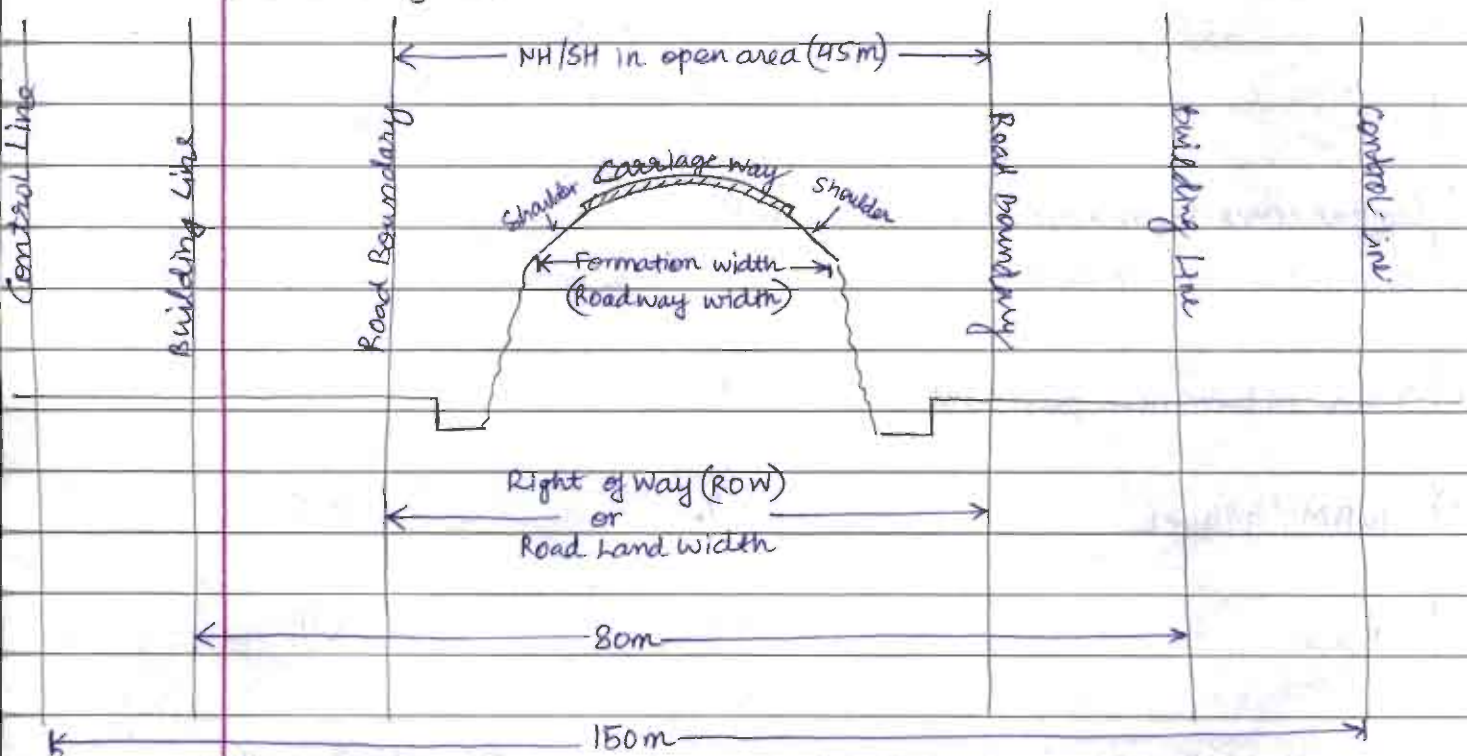 NH/SH in open area (45m)
Control Line
Building Line
Road Boundary
Shoulder
Carriage way
Shoulder
Road Boundary
Building Line
Control Line
Formation width
(Roadway width)
Right of Way (ROW)
or
Road Land Width
80m
150m